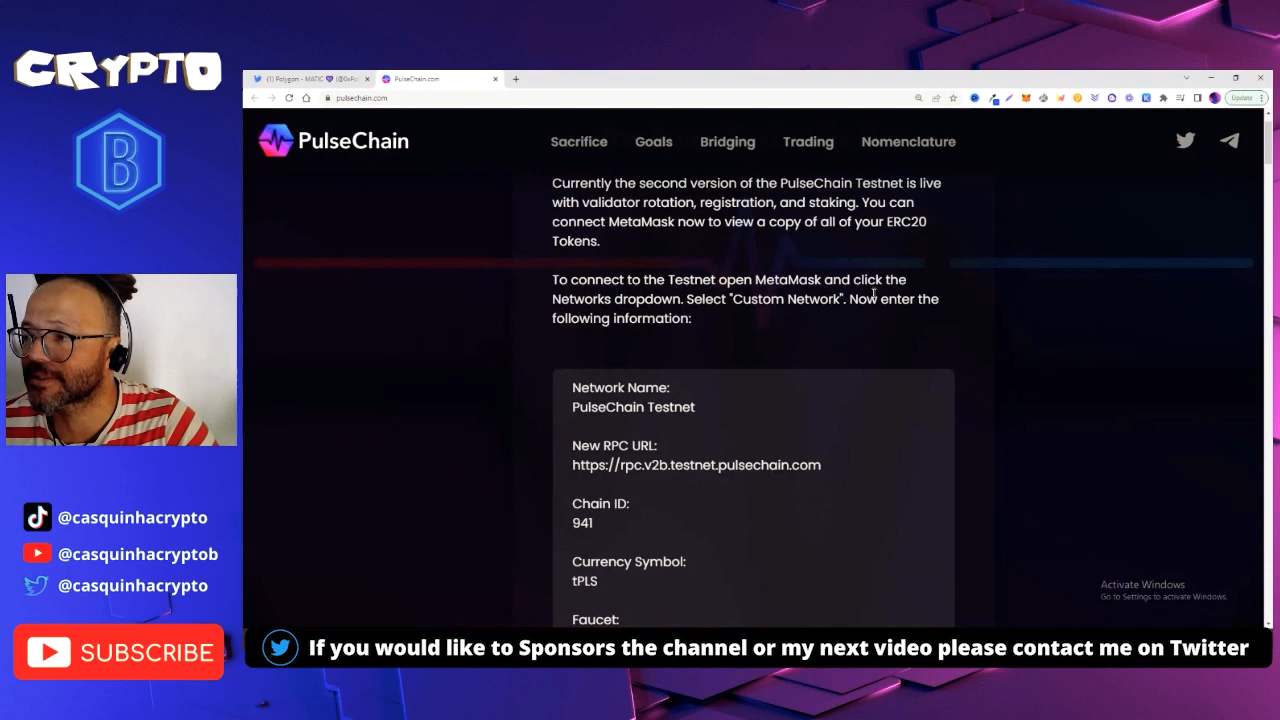 CRYPTO
B
@casquinhacrypto
@casquinhacryptob
@casquinhacrypto
SUBSCRIBE
(1) Polygon - MATIC 💜 (@0xPo
PulseChain.com
pulsechain.com
Update
PulseChain
Sacrifice
Goals
Bridging
Trading
Nomenclature
Currently the second version of the PulseChain Testnet is live
with validator rotation, registration, and staking. You can
connect MetaMask now to view a copy of all of your ERC20
Tokens.
To connect to the Testnet open MetaMask and click the
Networks dropdown. Select "Custom Network". Now enter the
following information:
Network Name:
PulseChain Testnet
New RPC URL:
https://rpc.v2b.testnet.pulsechain.com
Chain ID:
941
Currency Symbol:
tPLS
Faucet:
Activate Windows
Go to Settings to activate Windows.
If you would like to Sponsors the channel or my next video please contact me on Twitter